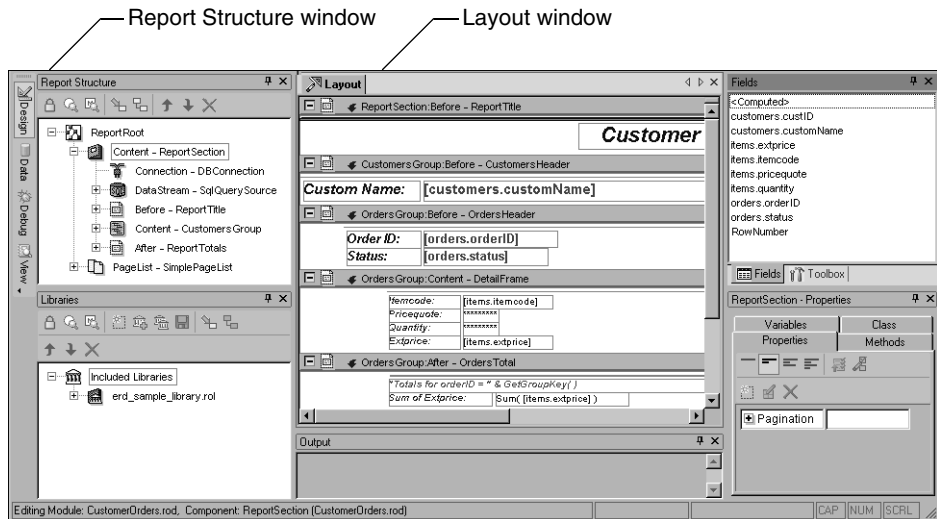 Report Structure window
Layout window
Report Structure
Design
Data
Debug
View
ReportRoot
Content - ReportSection
Connection - DBConnection
DataStream - SqlQuerySource
Before - ReportTitle
Content - CustomersGroup
After - ReportTotals
PageList - SimplePageList
Libraries
Included Libraries
erd_sample_library.rol
Layout
ReportSection:Before - ReportTitle
Customer
CustomersGroup:Before - CustomersHeader
Custom Name: [customers.customName]
OrdersGroup:Before - OrdersHeader
Order ID: [orders.orderID]
Status: [orders.status]
OrdersGroup:Content - DetailFrame
Itemcode: [items.itemcode]
Pricequote: *********
Quantity: *********
Extprice: [items.extprice]
OrdersGroup:After - OrdersTotal
"Totals for orderID = " & GetGroupKey( )
Sum of Extprice: Sum( [items.extprice] )
Output
Fields
<Computed>
customers.custID
customers.customName
items.extprice
items.itemcode
items.pricequote
items.quantity
orders.orderID
orders.status
RowNumber
Fields Toolbox
ReportSection - Properties
Variables Class
Properties Methods
Pagination
Editing Module: CustomerOrders.rod, Component: ReportSection (CustomerOrders.rod)
CAP NUM SCRL